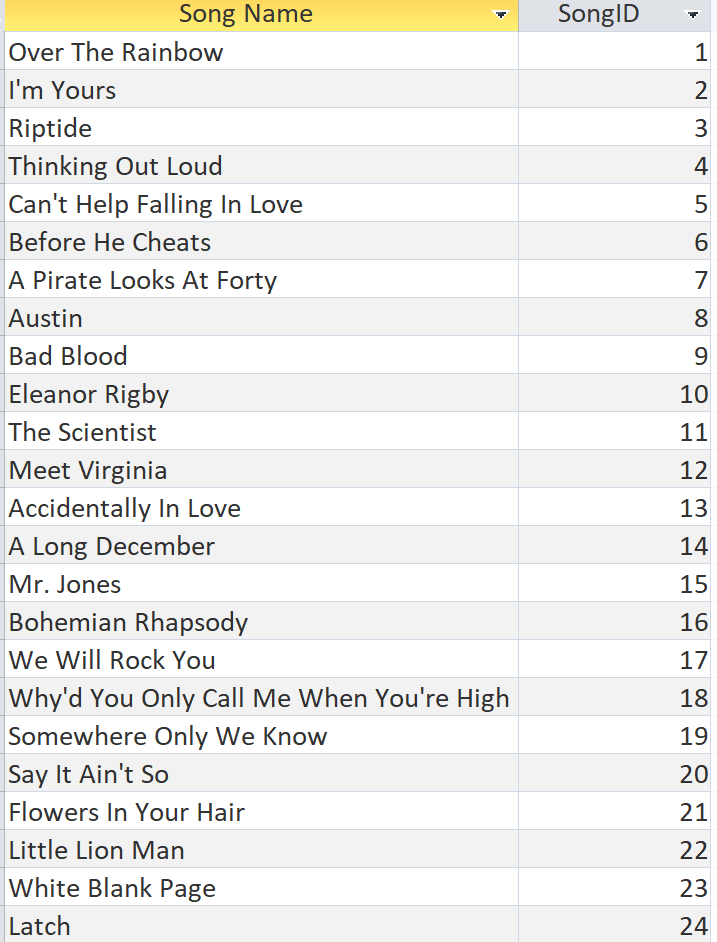 Song Name SongID
Over The Rainbow 1
I'm Yours 2
Riptide 3
Thinking Out Loud 4
Can't Help Falling In Love 5
Before He Cheats 6
A Pirate Looks At Forty 7
Austin 8
Bad Blood 9
Eleanor Rigby 10
The Scientist 11
Meet Virginia 12
Accidentally In Love 13
A Long December 14
Mr. Jones 15
Bohemian Rhapsody 16
We Will Rock You 17
Why'd You Only Call Me When You're High 18
Somewhere Only We Know 19
Say It Ain't So 20
Flowers In Your Hair 21
Little Lion Man 22
White Blank Page 23
Latch 24